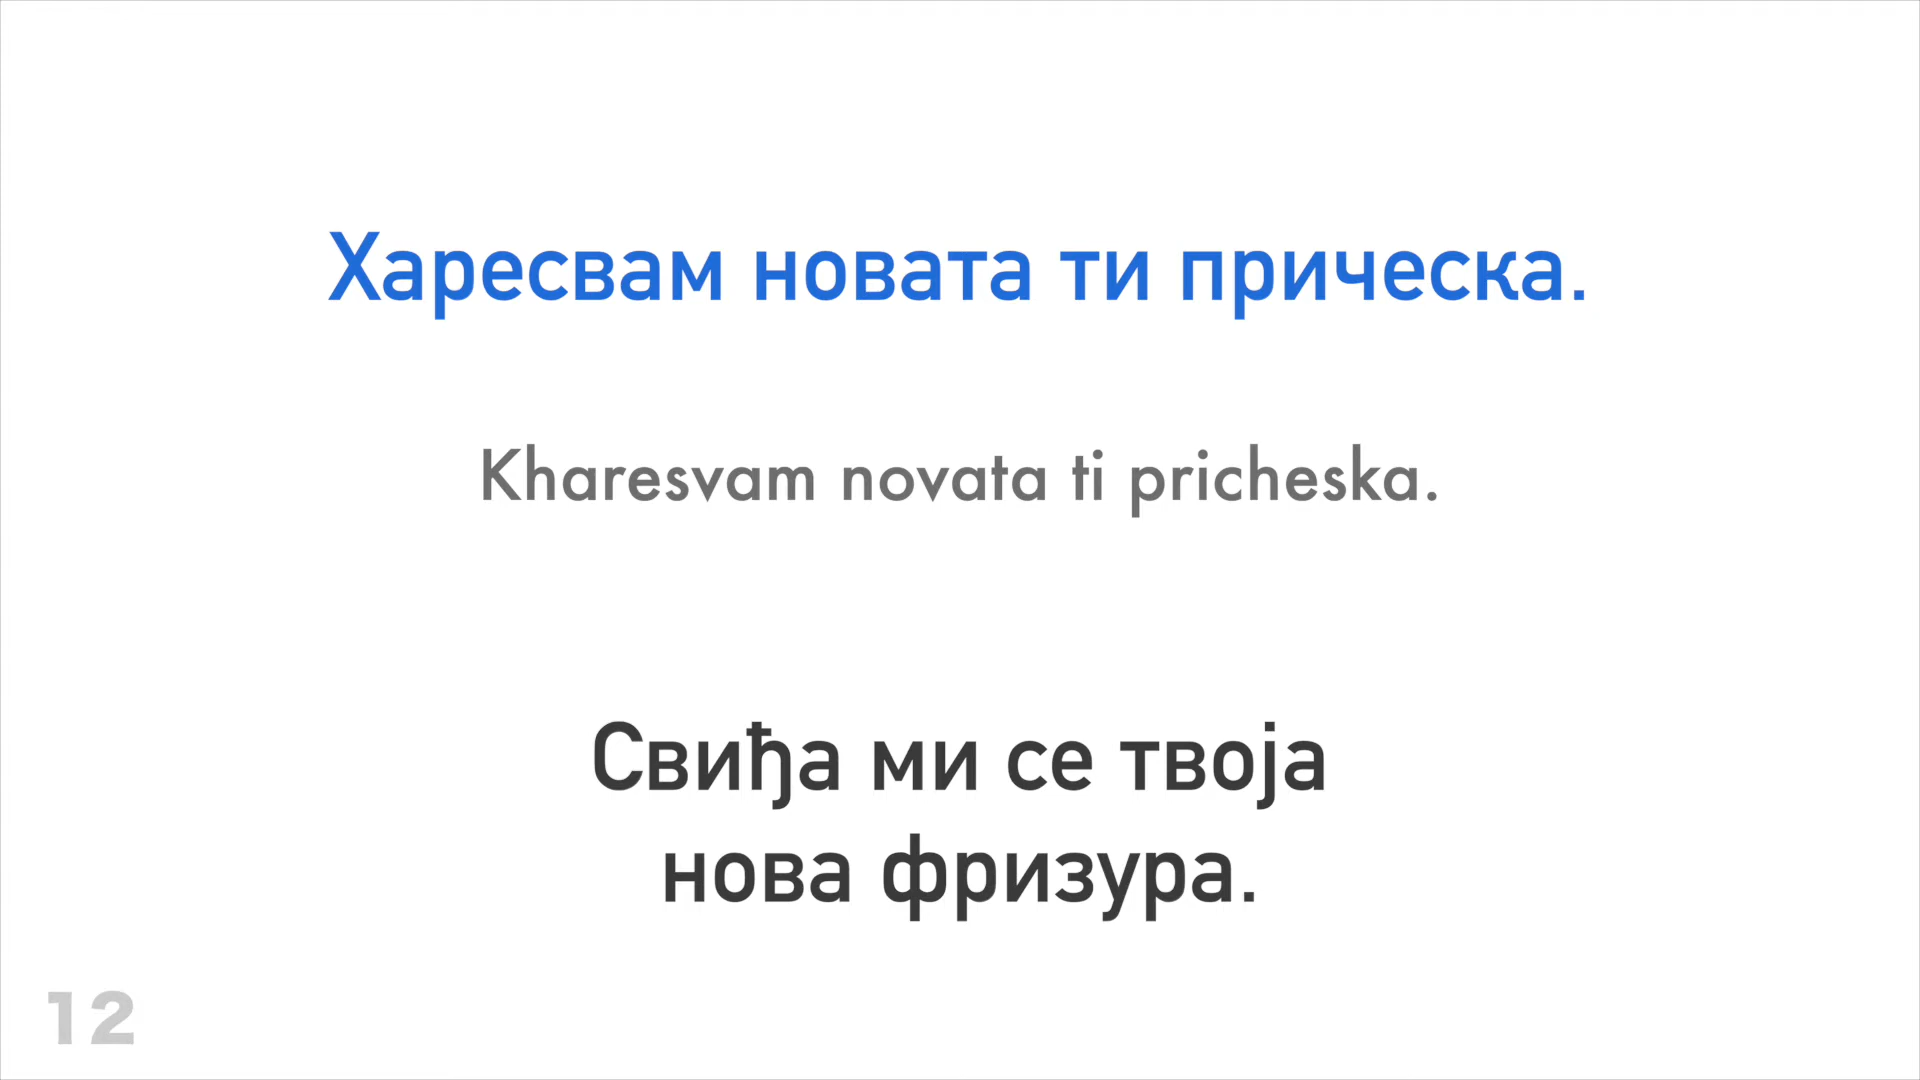 Харесвам новата ти прическа.
Kharesvam novata ti pricheska.
Свиђа ми се твоја
нова фризура.
12